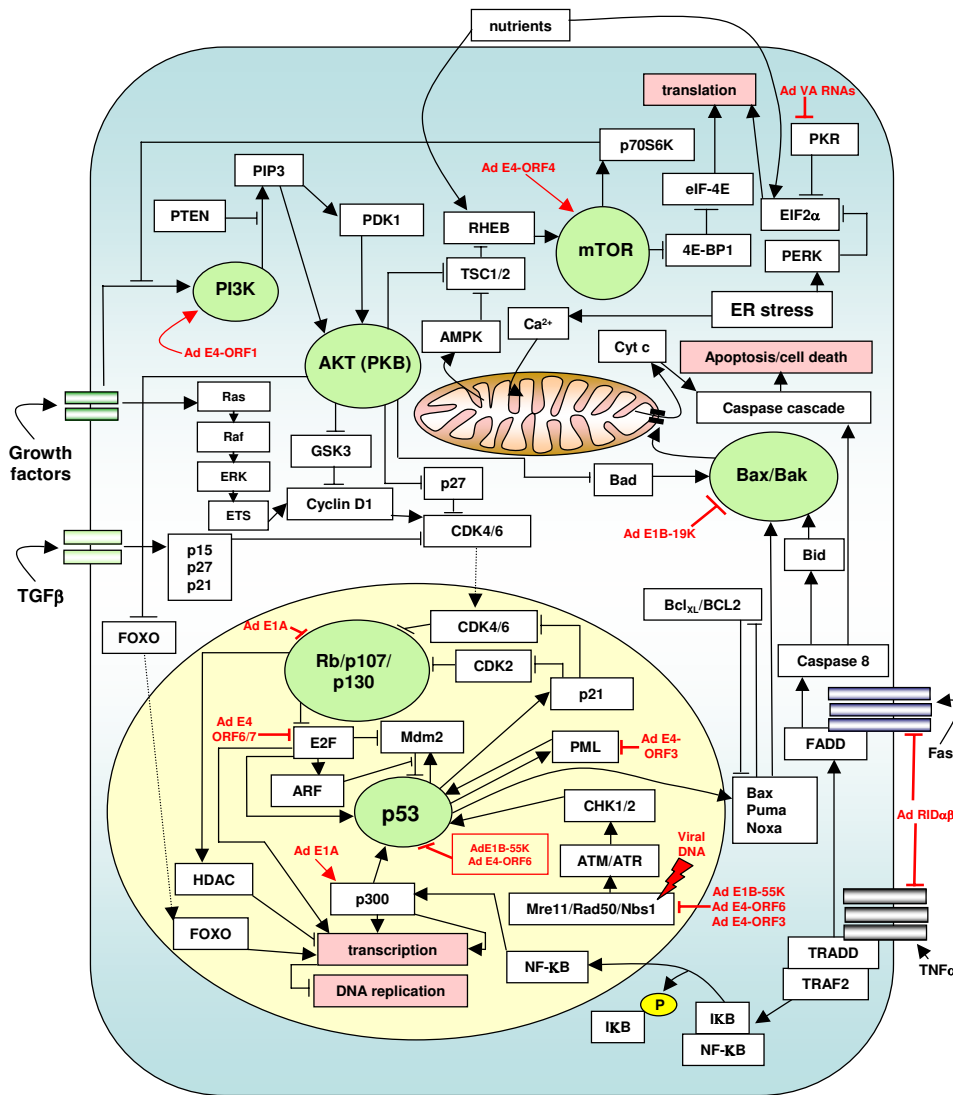 nutrients
translation
Ad VA RNAs
p70S6K
PKR
PIP3
Ad E4-ORF4
eIF-4E
PTEN
PDK1
RHEB
EIF2α
mTOR
4E-BP1
PERK
TSC1/2
PI3K
ER stress
Ca2+
AMPK
Cyt c
Ad E4-ORF1
Apoptosis/cell death
AKT (PKB)
Ras
Caspase cascade
Growth
factors
Raf
GSK3
ERK
p27
Bad
Bax/Bak
Cyclin D1
ETS
CDK4/6
Ad E1B-19K
TGFβ
p15
p27
p21
Bid
BclXL/BCL2
FOXO
Ad E1A
CDK4/6
Rb/p107/
p130
CDK2
Caspase 8
p21
Ad E4
ORF6/7
E2F
Mdm2
PML
Ad E4-
ORF3
FADD
Fas
ARF
p53
Bax
Puma
Noxa
CHK1/2
Ad RIDαβ
Viral
DNA
AdE1B-55K
Ad E4-ORF6
Ad E1A
ATM/ATR
HDAC
p300
Mre11/Rad50/Nbs1
Ad E1B-55K
Ad E4-ORF6
Ad E4-ORF3
FOXO
transcription
NF-ҠB
TRADD
TNFα
TRAF2
DNA replication
P
IҠB
IҠB
NF-ҠB